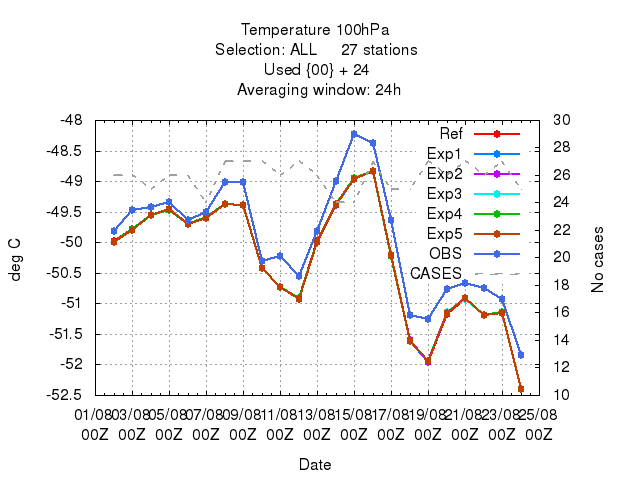 Temperature 100hPa
Selection: ALL 27 stations
Used {00} + 24
Averaging window: 24h
-48
-48.5
-49
-49.5
-50
-50.5
-51
-51.5
-52
-52.5
deg C
30
28
26
24
22
20
18
16
14
12
10
No cases
Ref
Exp1
Exp2
Exp3
Exp4
Exp5
OBS
CASES
01/08 03/08 05/08 07/08 09/08 11/08 13/08 15/08 17/08 19/08 21/08 23/08 25/08
00Z 00Z 00Z 00Z 00Z 00Z 00Z 00Z 00Z 00Z 00Z 00Z 00Z
Date